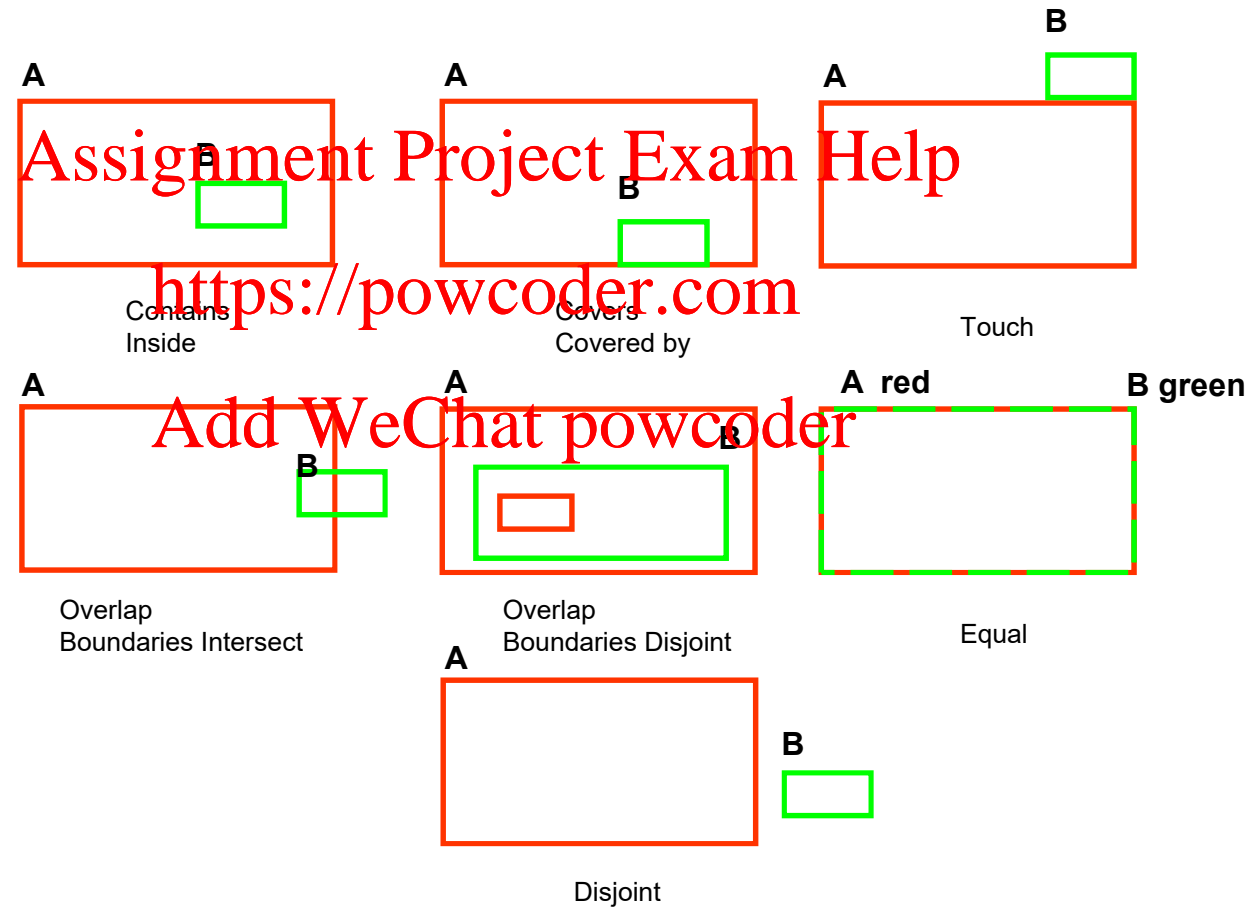 B
A
A
A
Assignment Project Exam Help
B
B
https://powcoder.com
Contains
Inside
Covers
Covered by
Touch
A
A
A red
B green
Add WeChat powcoder
B
B
Overlap
Boundaries Intersect
Overlap
Boundaries Disjoint
Equal
A
B
Disjoint